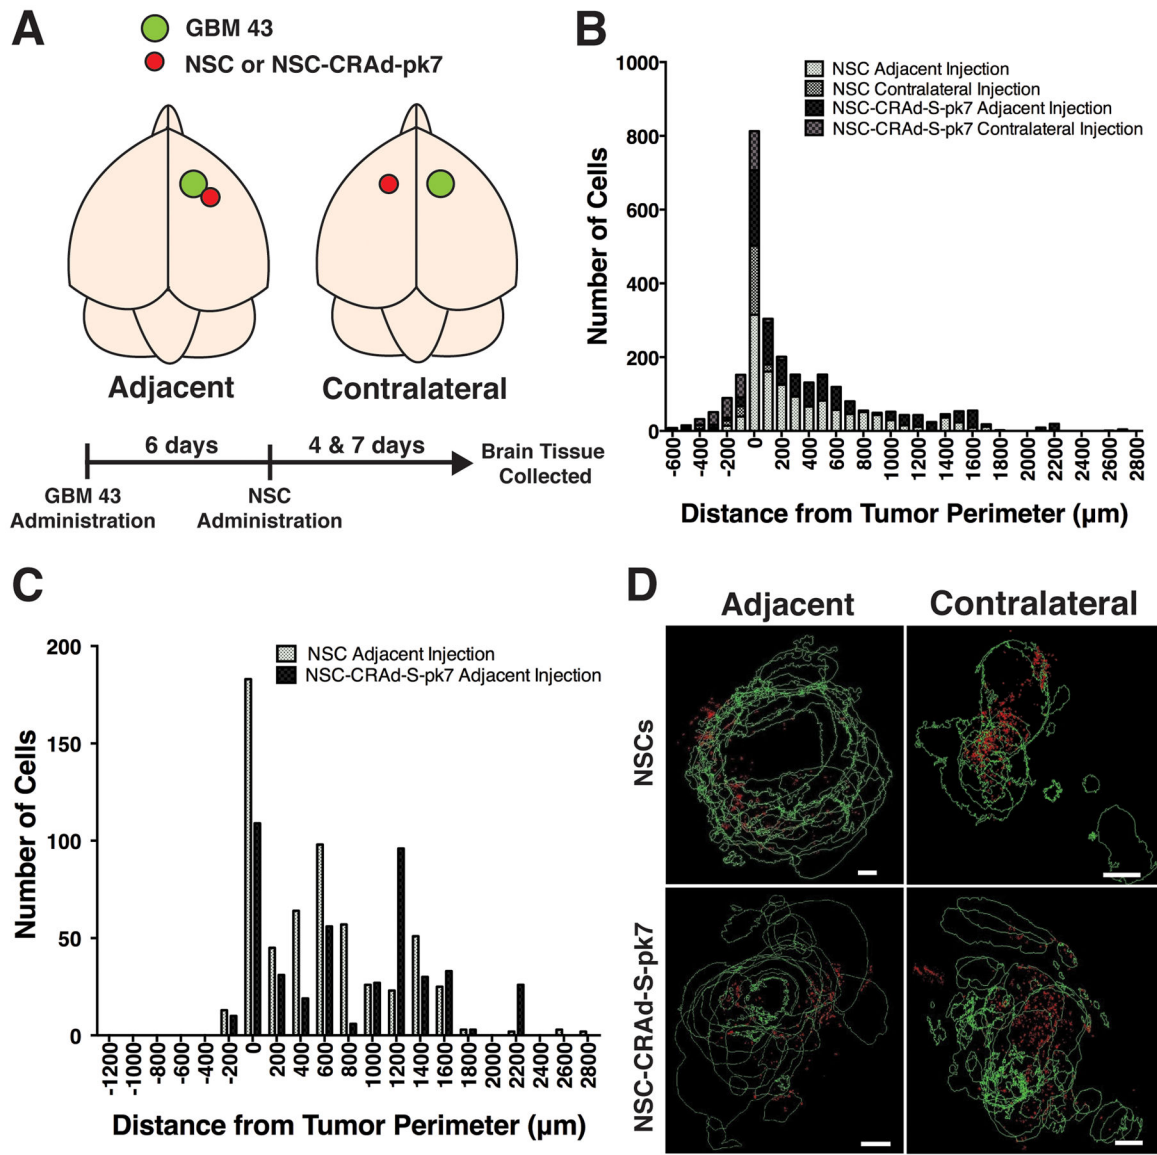 A
GBM 43
NSC or NSC-CRAd-pk7
Adjacent
Contralateral
6 days
4 & 7 days
Brain Tissue
Collected
GBM 43
Administration
NSC
Administration
B
NSC Adjacent Injection
NSC Contralateral Injection
NSC-CRAd-S-pk7 Adjacent Injection
NSC-CRAd-S-pk7 Contralateral Injection
Number of Cells
1000
800
600
400
200
0
-600
-400
-200
0
200
400
600
800
1000
1200
1400
1600
1800
2000
2200
2400
2600
2800
Distance from Tumor Perimeter (µm)
C
NSC Adjacent Injection
NSC-CRAd-S-pk7 Adjacent Injection
Number of Cells
200
150
100
50
0
-1200
-1000
-800
-600
-400
-200
0
200
400
600
800
1000
1200
1400
1600
1800
2000
2200
2400
2600
2800
Distance from Tumor Perimeter (µm)
D
Adjacent
Contralateral
NSCs
NSC-CRAd-S-pk7